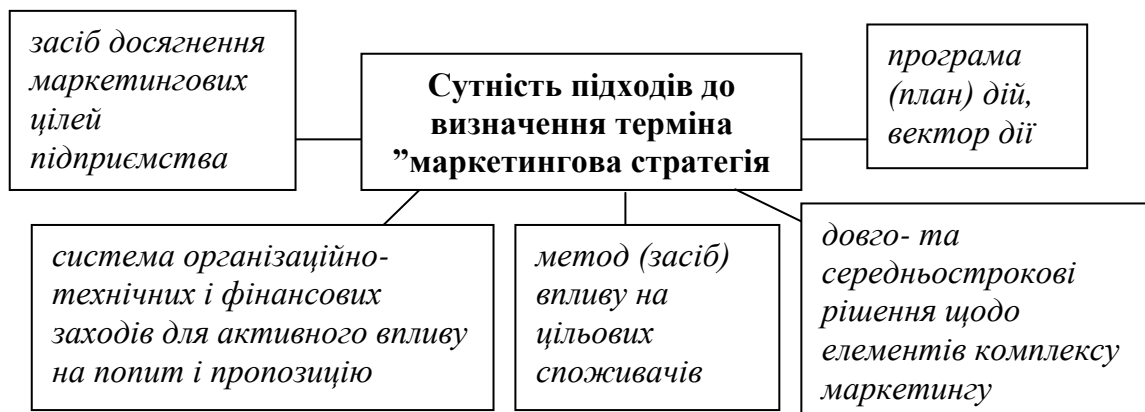 засіб досягнення
маркетингових
цілей
підприємства
Сутність підходів до
визначення терміна
”маркетингова стратегія
програма
(план) дій,
вектор дії
система організаційно-
технічних і фінансових
заходів для активного впливу
на попит і пропозицію
метод (засіб)
впливу на
цільових
споживачів
довго- та
середньострокові
рішення щодо
елементів комплексу
маркетингу